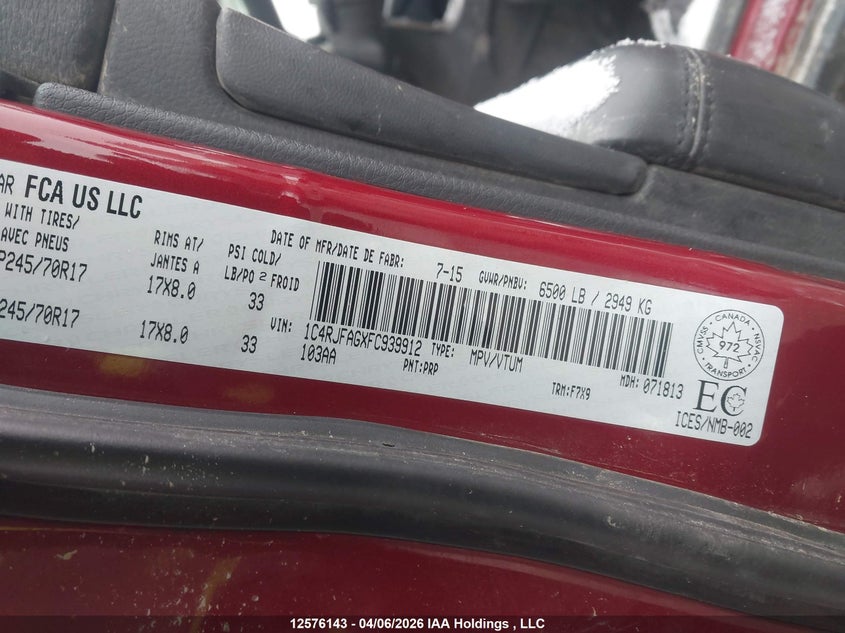 AR FCA US LLC
WITH TIRES/
AVEC PNEUS
P245/70R17
245/70R17
RIMS AT/
JANTES A
17X8.0
17X8.0
PSI COLD/
LB/PO 2 FROID
33
33
DATE OF MFR/DATE DE FABR: 7-15 GVWR/PNBV: 6500 LB / 2949 KG
VIN: 1C4RJFAGXFC939912 TYPE: MPV/VTUM
103AA PNT:PRP TRM:F7X9 MDH: 071813
CMVSS · CANADA · NSVAC
972
TRANSPORT
EC
ICES/NMB-002
12576143 - 04/06/2026 IAA Holdings , LLC